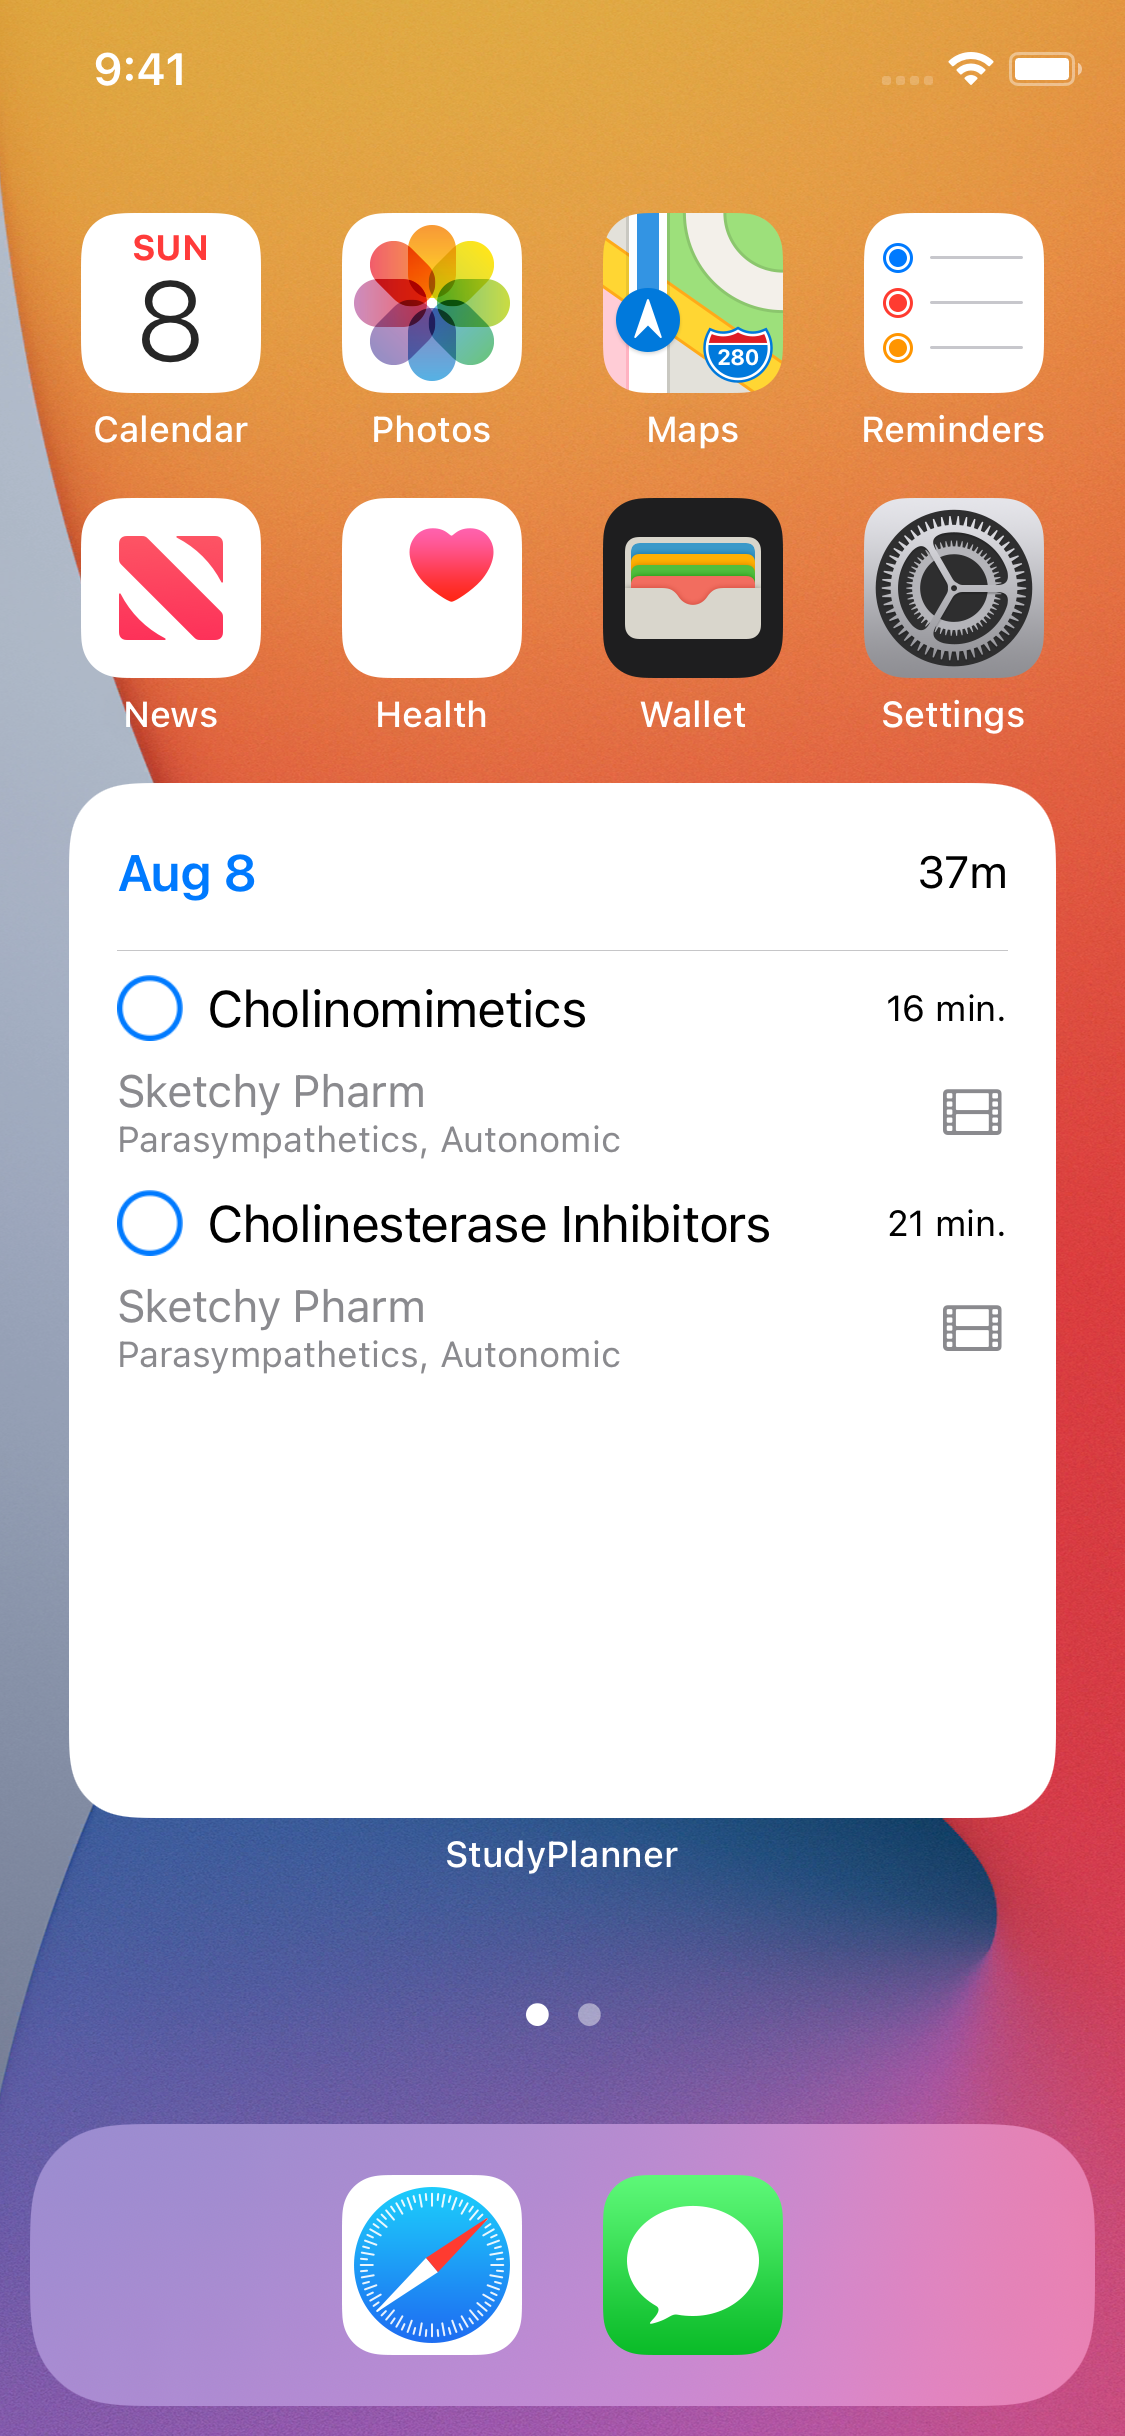 9:41
SUN
8
280
Calendar
Photos
Maps
Reminders
News
Health
Wallet
Settings
Aug 8
37m
Cholinomimetics
16 min.
Sketchy Pharm
Parasympathetics, Autonomic
Cholinesterase Inhibitors
21 min.
Sketchy Pharm
Parasympathetics, Autonomic
StudyPlanner